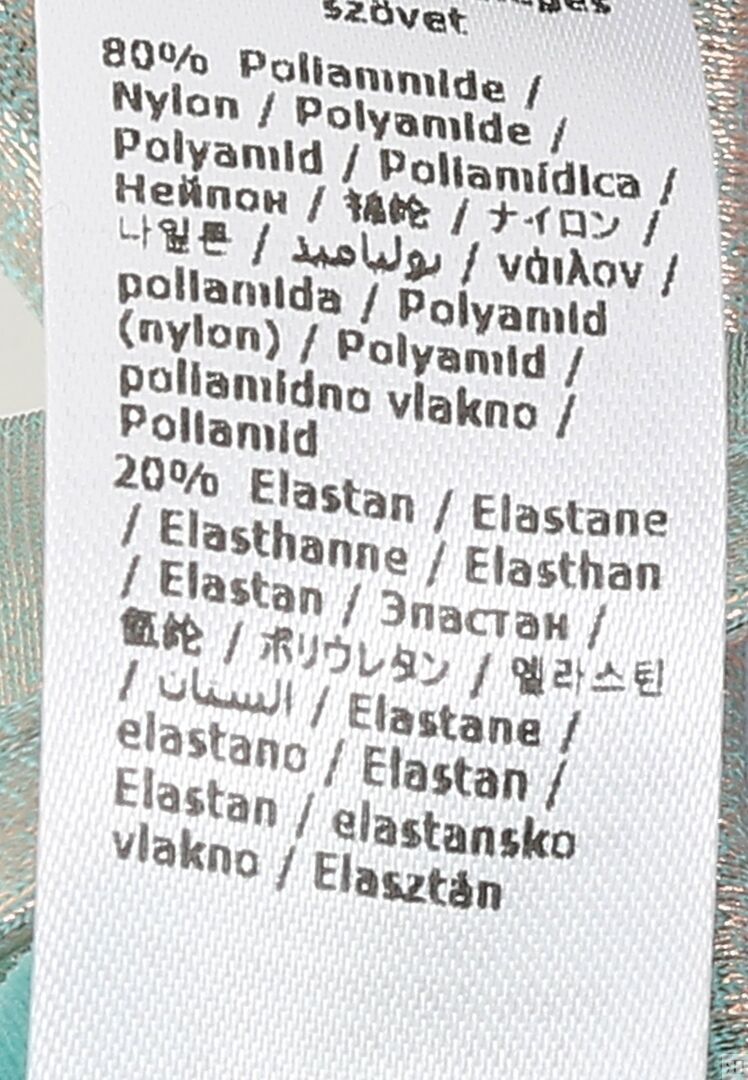 szövet
80% Poliammide /
Nylon / Polyamide /
Polyamid / Poliamídica /
Нейлон / 锦纶 / ナイロン /
나일론 / بولياميد / νάιλον /
poliamida / Polyamid
(nylon) / Polyamid /
poliamidno vlakno /
Poliamid
20% Elastan / Elastane
/ Elasthanne / Elasthan
/ Elastan / Эластан /
氨纶 / ポリウレタン / 엘라스틴
/ الستان / Elastane /
elastano / Elastan /
Elastan / elastansko
vlakno / Elasztán